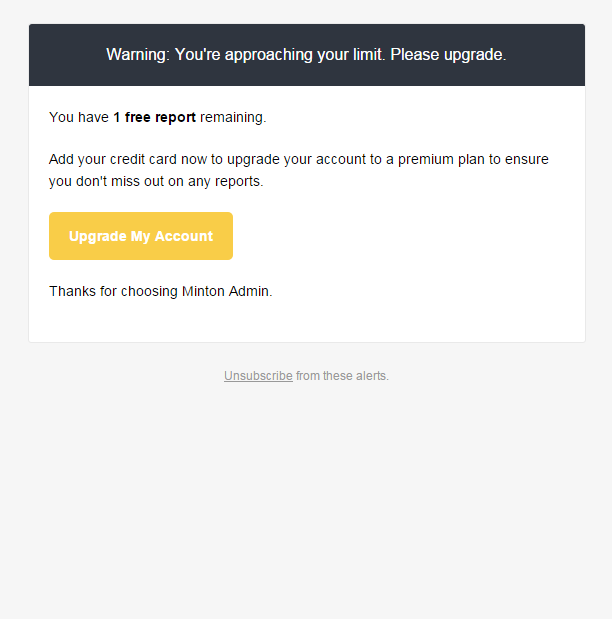 Warning: You're approaching your limit. Please upgrade.
You have 1 free report remaining.
Add your credit card now to upgrade your account to a premium plan to ensure
you don't miss out on any reports.
Upgrade My Account
Thanks for choosing Minton Admin.
Unsubscribe from these alerts.